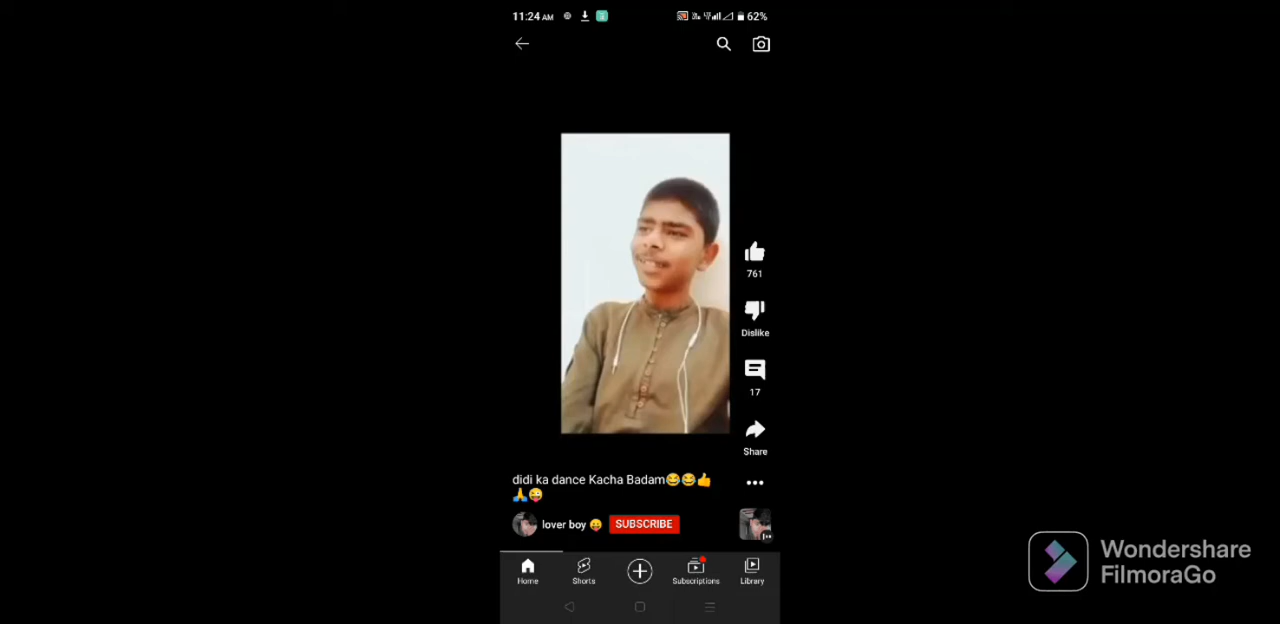 11:24 AM
62%
761
Dislike
17
Share
didi ka dance Kacha Badam😂😂👍
🙏😜
lover boy 😛 SUBSCRIBE
Home Shorts Subscriptions Library
Wondershare
FilmoraGo